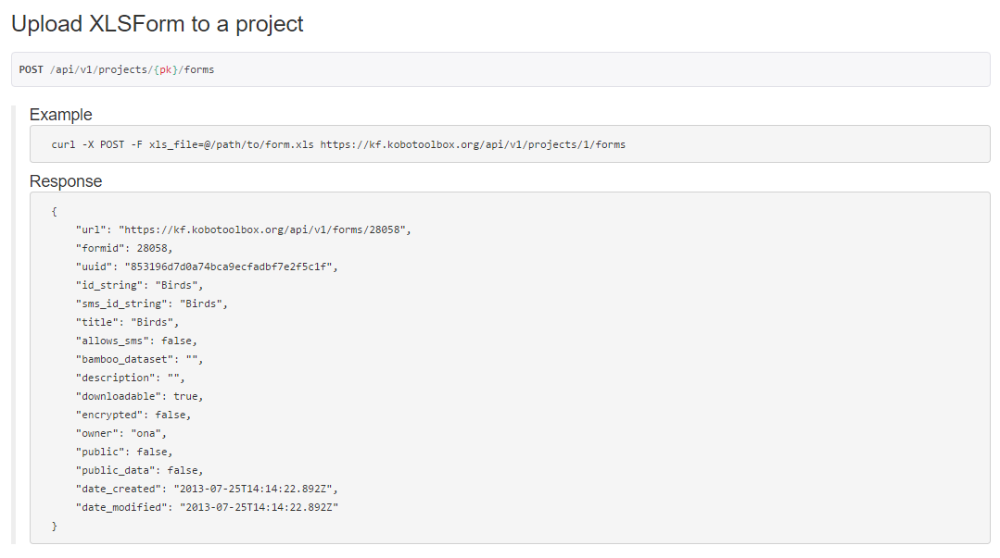 Upload XLSForm to a project
POST /api/v1/projects/{pk}/forms
Example
curl -X POST -F xls_file=@/path/to/form.xls https://kf.kobotoolbox.org/api/v1/projects/1/forms
Response
{
"url": "https://kf.kobotoolbox.org/api/v1/forms/28058",
"formid": 28058,
"uuid": "853196d7d0a74bca9ecfadbf7e2f5c1f",
"id_string": "Birds",
"sms_id_string": "Birds",
"title": "Birds",
"allows_sms": false,
"bamboo_dataset": "",
"description": "",
"downloadable": true,
"encrypted": false,
"owner": "ona",
"public": false,
"public_data": false,
"date_created": "2013-07-25T14:14:22.892Z",
"date_modified": "2013-07-25T14:14:22.892Z"
}